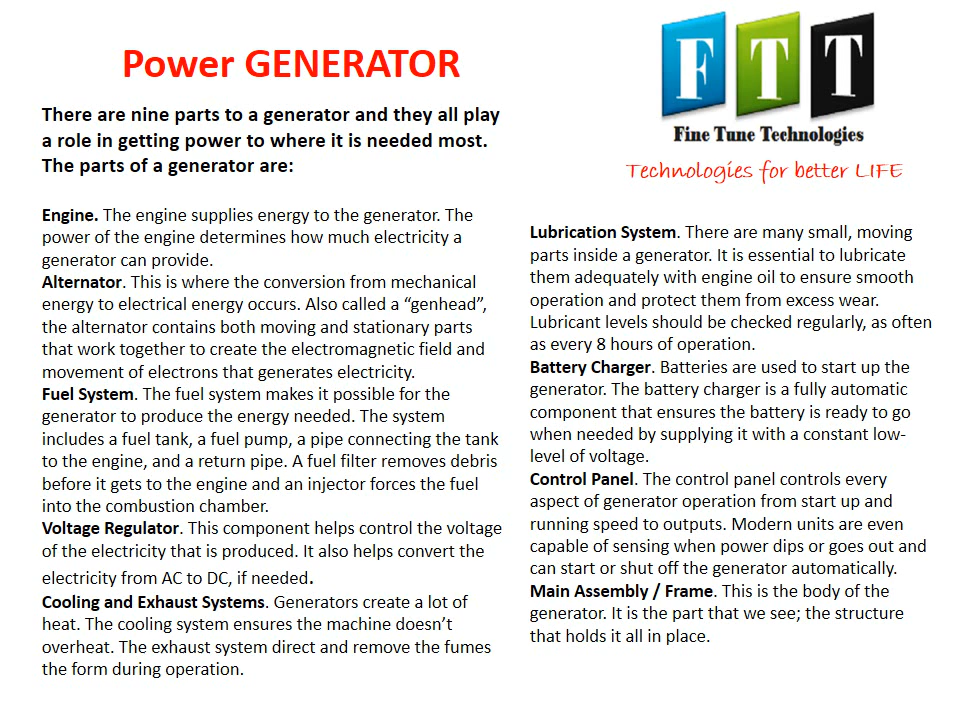 Power GENERATOR
There are nine parts to a generator and they all play
a role in getting power to where it is needed most.
The parts of a generator are:
Engine. The engine supplies energy to the generator. The
power of the engine determines how much electricity a
generator can provide.
Alternator. This is where the conversion from mechanical
energy to electrical energy occurs. Also called a “genhead”,
the alternator contains both moving and stationary parts
that work together to create the electromagnetic field and
movement of electrons that generates electricity.
Fuel System. The fuel system makes it possible for the
generator to produce the energy needed. The system
includes a fuel tank, a fuel pump, a pipe connecting the tank
to the engine, and a return pipe. A fuel filter removes debris
before it gets to the engine and an injector forces the fuel
into the combustion chamber.
Voltage Regulator. This component helps control the voltage
of the electricity that is produced. It also helps convert the
electricity from AC to DC, if needed.
Cooling and Exhaust Systems. Generators create a lot of
heat. The cooling system ensures the machine doesn’t
overheat. The exhaust system direct and remove the fumes
the form during operation.
FTT
Fine Tune Technologies
Technologies for better LIFE
Lubrication System. There are many small, moving
parts inside a generator. It is essential to lubricate
them adequately with engine oil to ensure smooth
operation and protect them from excess wear.
Lubricant levels should be checked regularly, as often
as every 8 hours of operation.
Battery Charger. Batteries are used to start up the
generator. The battery charger is a fully automatic
component that ensures the battery is ready to go
when needed by supplying it with a constant low-
level of voltage.
Control Panel. The control panel controls every
aspect of generator operation from start up and
running speed to outputs. Modern units are even
capable of sensing when power dips or goes out and
can start or shut off the generator automatically.
Main Assembly / Frame. This is the body of the
generator. It is the part that we see; the structure
that holds it all in place.